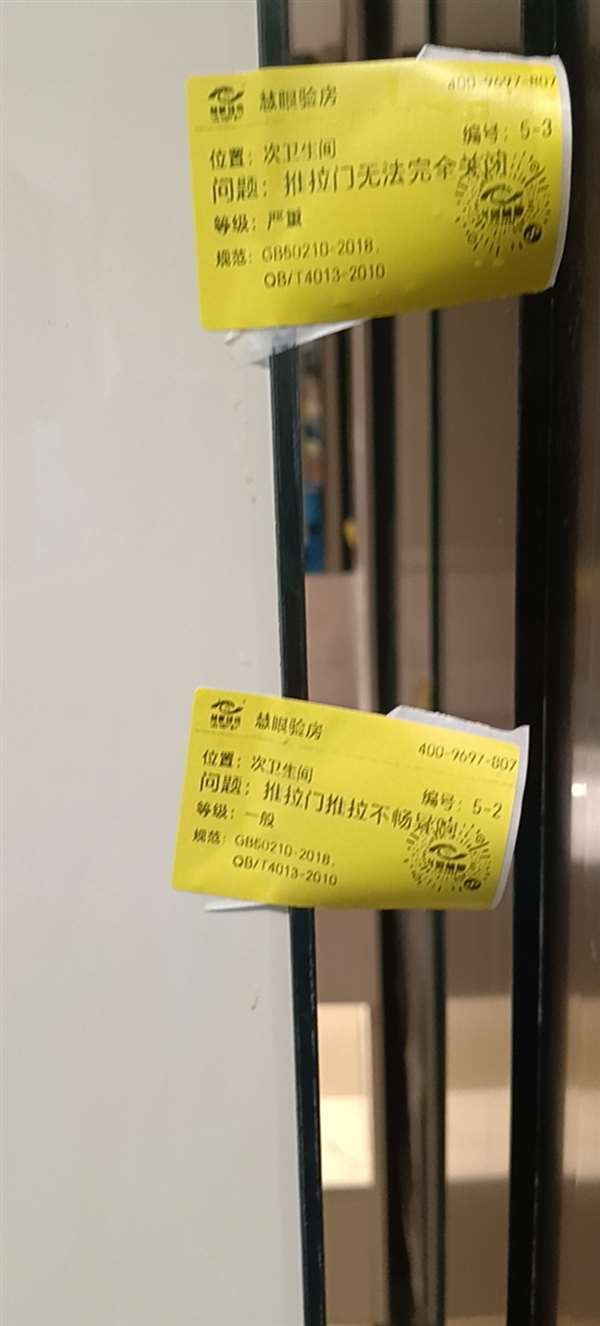 慧眼验房
400-9697-807
编号：5-3
位置：次卫生间
问题：推拉门无法完全关闭
等级：严重
规范：GB50210-2018、
QB/T4013-2010
慧眼验房
400-9697-807
位置：次卫生间
编号：5-2
问题：推拉门推拉不畅
等级：一般
规范：GB50210-2018、
QB/T4013-2010